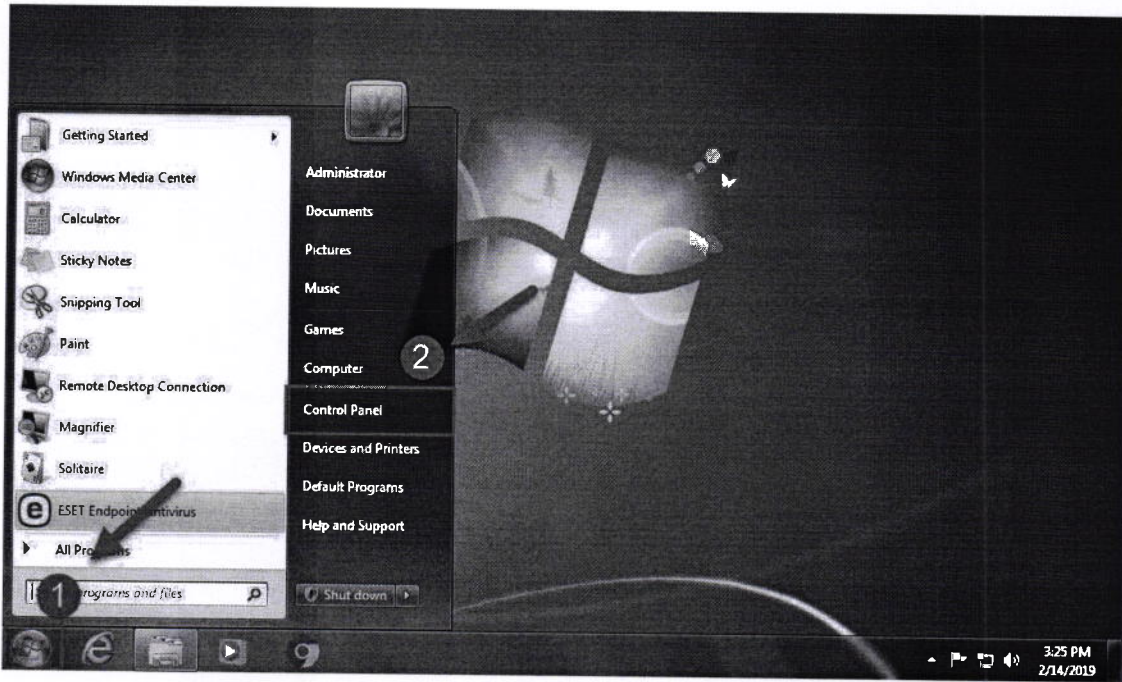 Getting Started
Windows Media Center
Calculator
Sticky Notes
Snipping Tool
Paint
Remote Desktop Connection
Magnifier
Solitaire
e ESET Endpoint
All
programs and files
1
Administrator
Documents
Pictures
Music
Games
Computer
2
Control Panel
Devices and Printers
Default Programs
Help and Support
Shut down
3:25 PM
2/14/2019